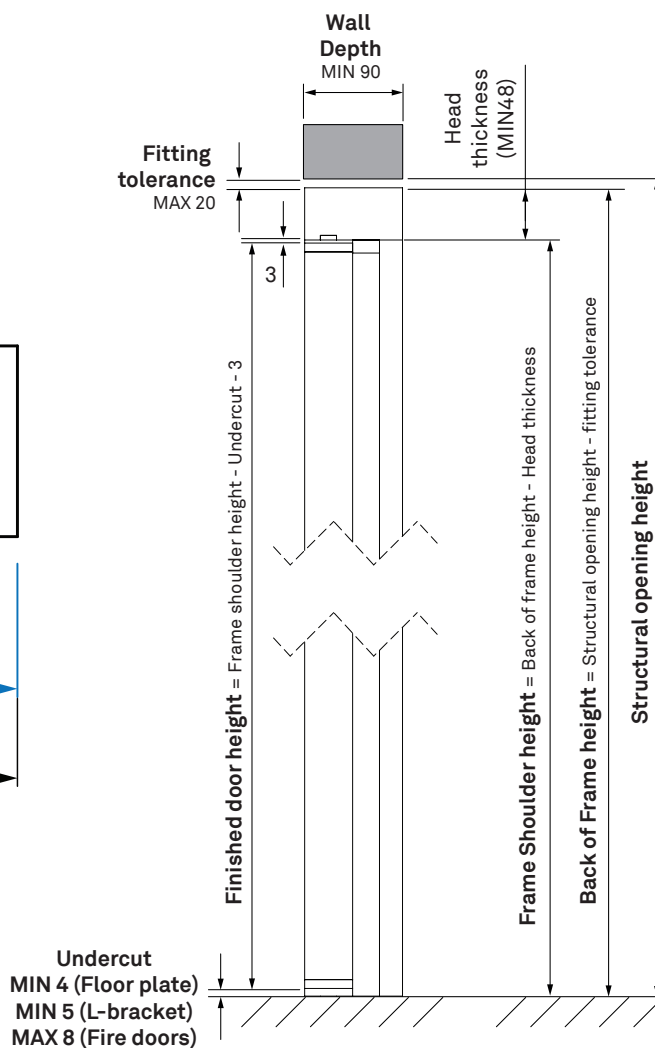 Wall
Depth
MIN 90
Head
thickness
(MIN48)
Fitting
tolerance
MAX 20
3
Finished door height = Frame shoulder height - Undercut - 3
Frame Shoulder height = Back of frame height - Head thickness
Back of Frame height = Structural opening height - fitting tolerance
Structural opening height
Undercut
MIN 4 (Floor plate)
MIN 5 (L-bracket)
MAX 8 (Fire doors)